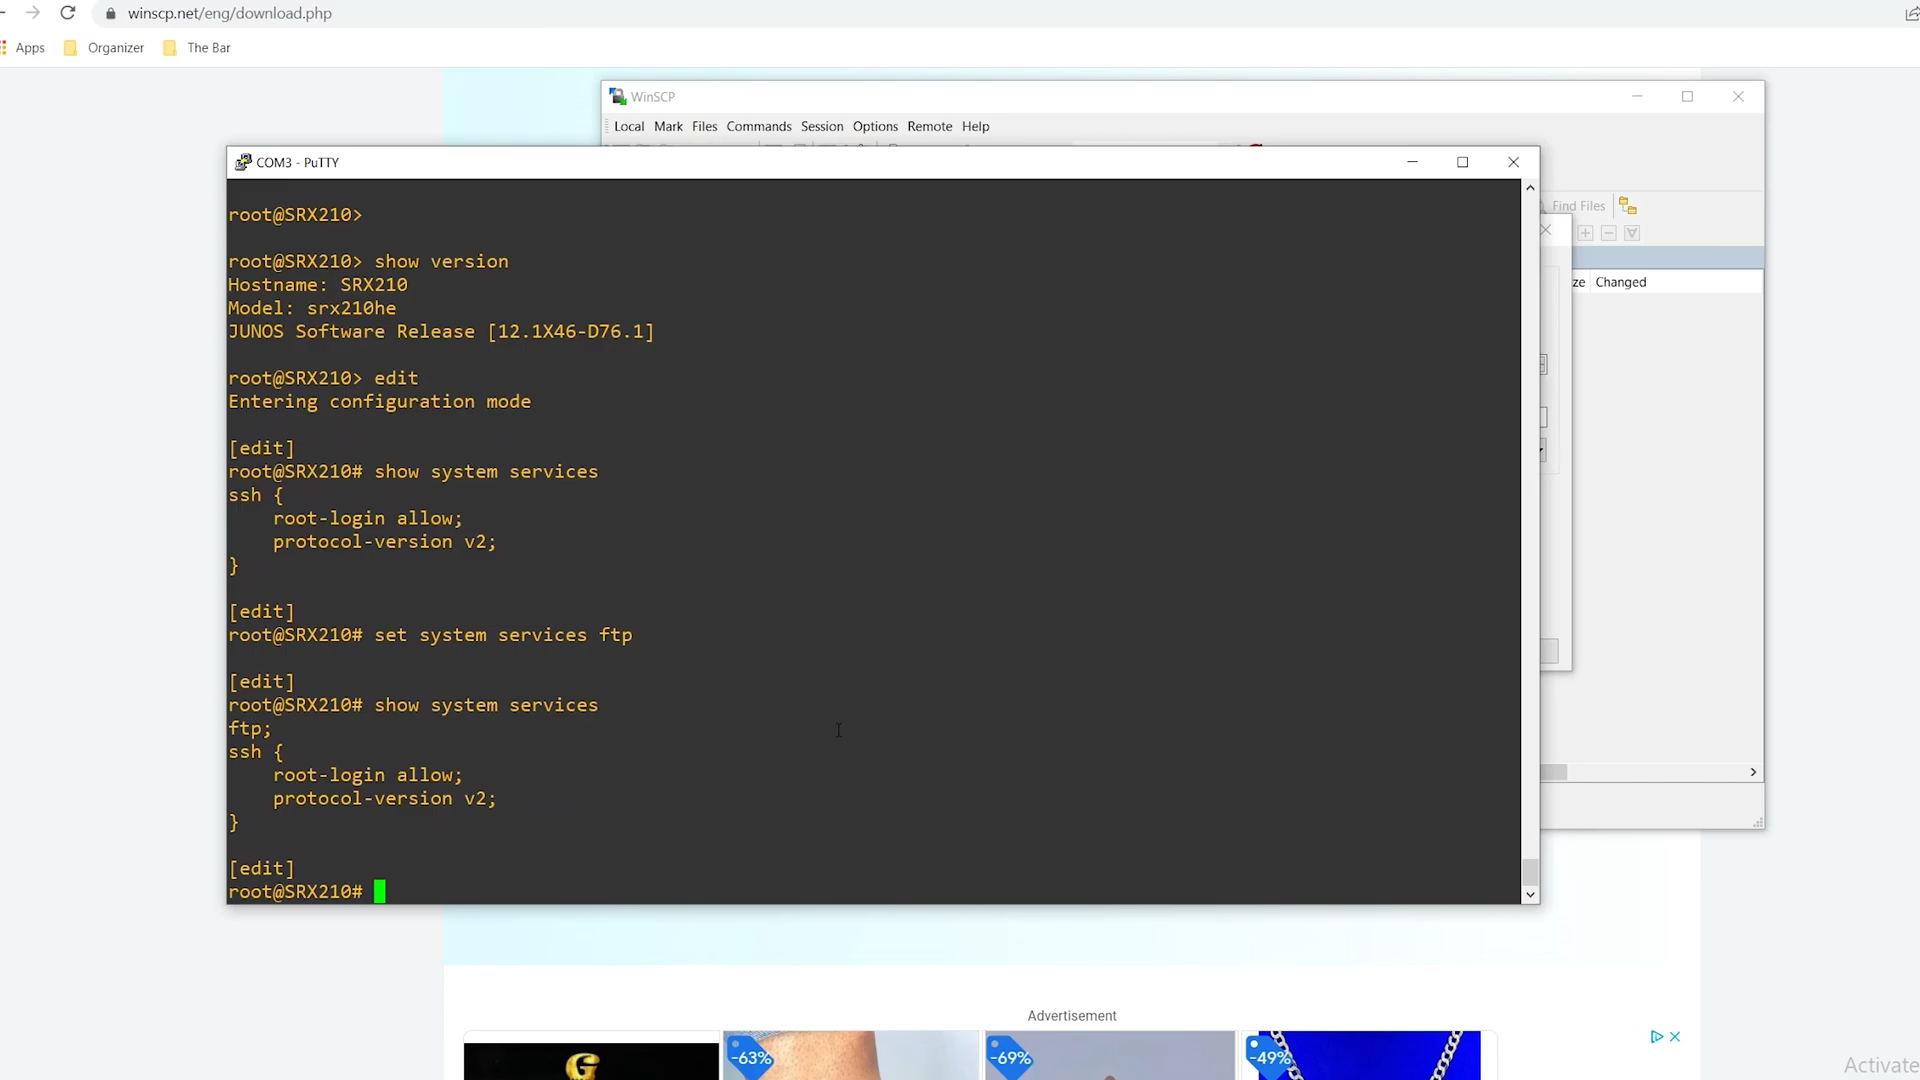 winscp.net/eng/download.php
Apps Organizer The Bar
WinSCP
Local Mark Files Commands Session Options Remote Help
COM3 - PuTTY
Find Files
ze Changed
root@SRX210>
root@SRX210> show version
Hostname: SRX210
Model: srx210he
JUNOS Software Release [12.1X46-D76.1]
root@SRX210> edit
Entering configuration mode
[edit]
root@SRX210# show system services
ssh {
root-login allow;
protocol-version v2;
}
[edit]
root@SRX210# set system services ftp
[edit]
root@SRX210# show system services
ftp;
ssh {
root-login allow;
protocol-version v2;
}
[edit]
root@SRX210#
Advertisement
G
-63%
-69%
-49%
Activate